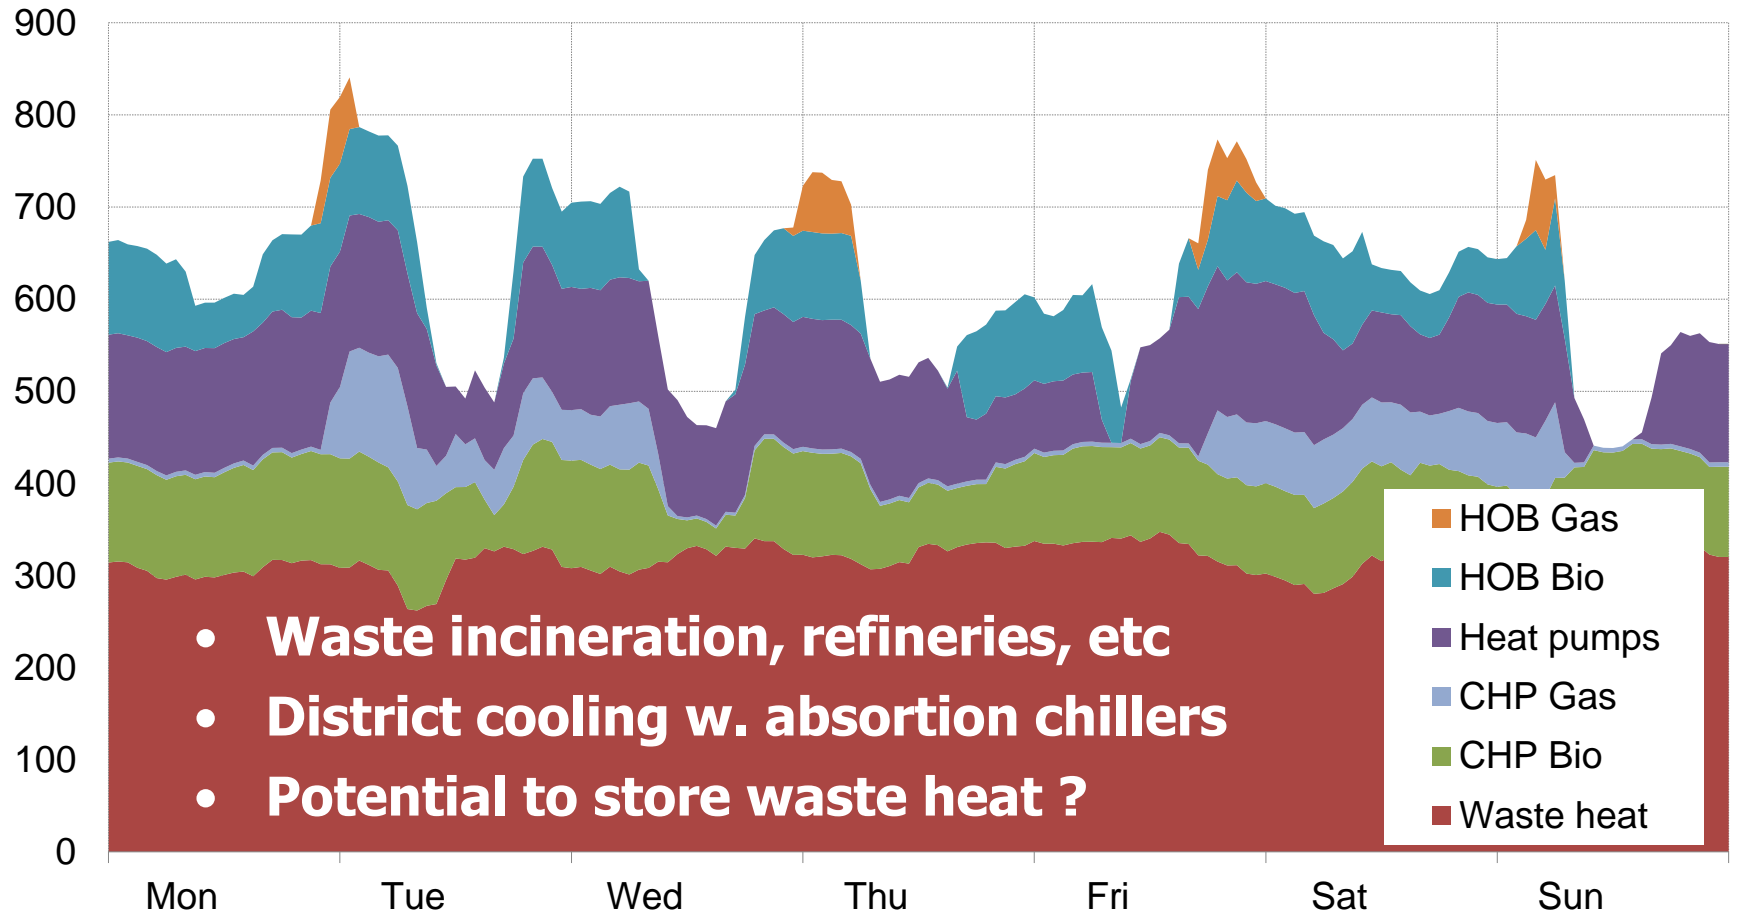 900
800
700
600
500
400
300
200
100
0
HOB Gas
HOB Bio
Heat pumps
CHP Gas
CHP Bio
Waste heat
• Waste incineration, refineries, etc
• District cooling w. absortion chillers
• Potential to store waste heat ?
Mon Tue Wed Thu Fri Sat Sun